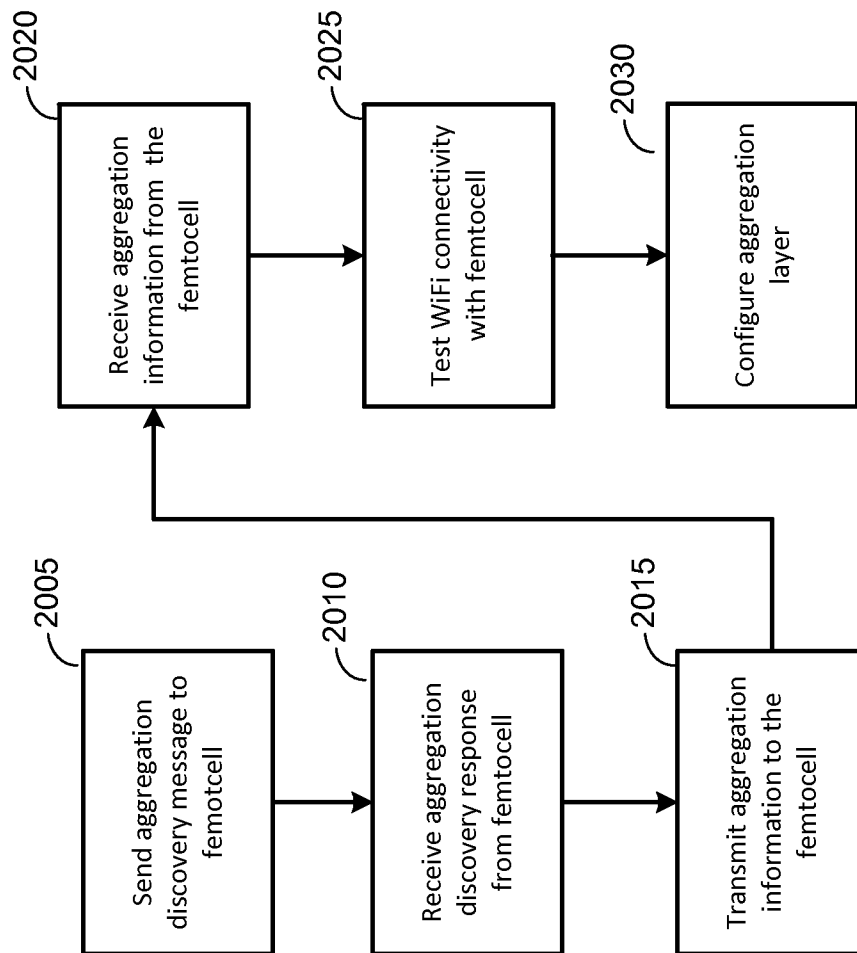 2005
Send aggregation
discovery message to
femotcell
2010
Receive aggregation
discovery response
from femtocell
2015
Transmit aggregation
information to the
femtocell
2020
Receive aggregation
information from the
femtocell
2025
Test WiFi connectivity
with femtocell
2030
Configure aggregation
layer